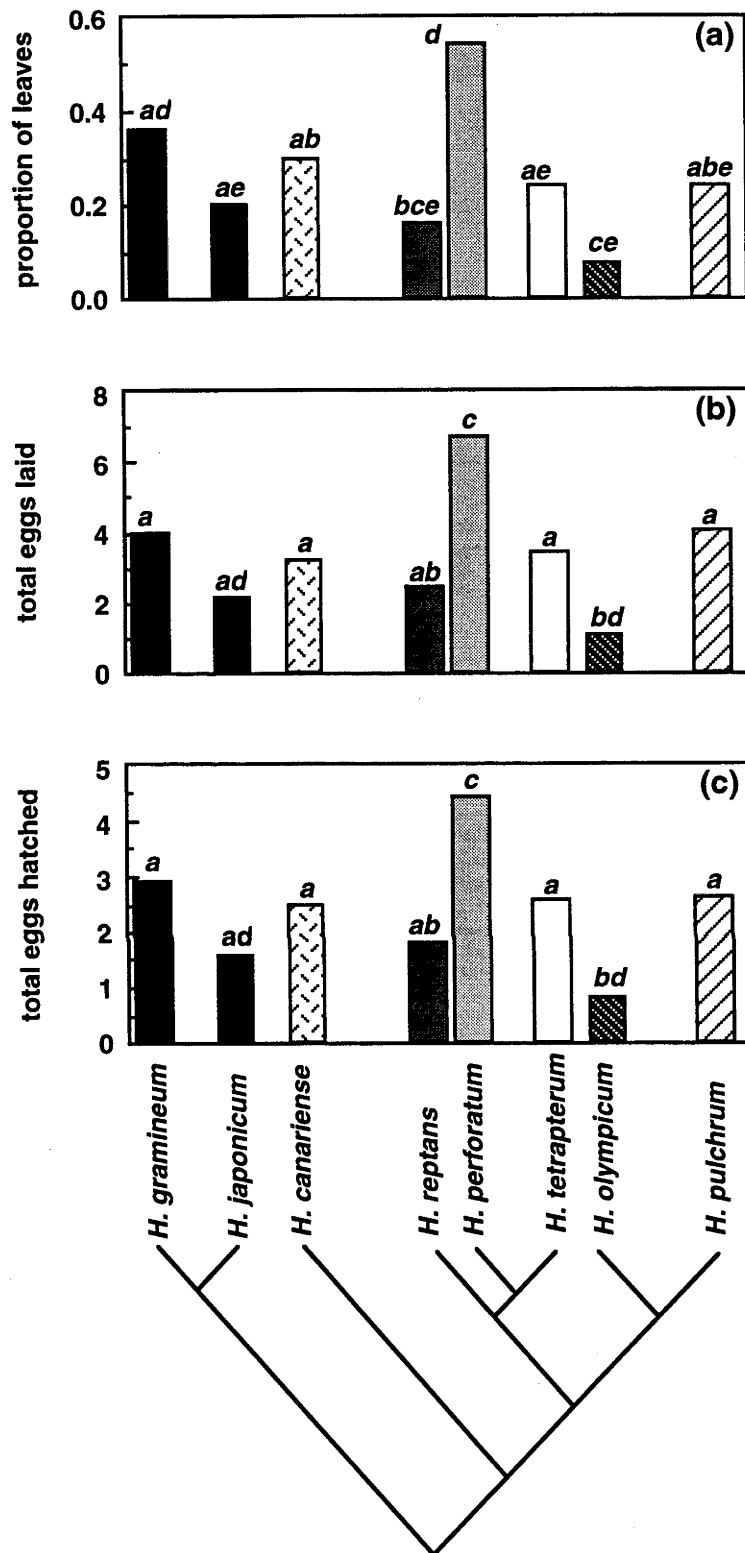 (a)
proportion of leaves
0.6
0.4
0.2
0.0
ad
ae
ab
bce
d
ae
ce
abe
(b)
total eggs laid
8
6
4
2
0
a
ad
a
ab
c
a
bd
a
(c)
total eggs hatched
5
4
3
2
1
0
a
ad
a
ab
c
a
bd
a
H. gramineum
H. japonicum
H. canariense
H. reptans
H. perforatum
H. tetrapterum
H. olympicum
H. pulchrum